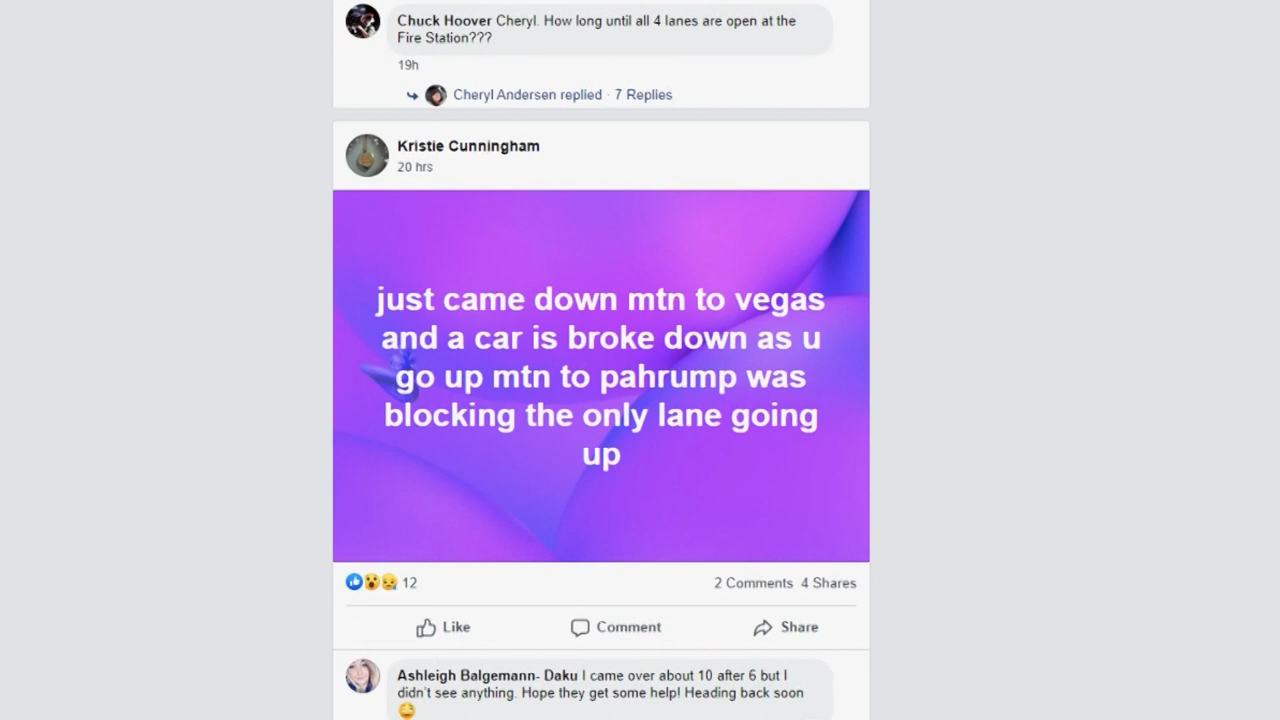 Chuck Hoover Cheryl. How long until all 4 lanes are open at the
Fire Station???
19h
Cheryl Andersen replied · 7 Replies
Kristie Cunningham
20 hrs
just came down mtn to vegas
and a car is broke down as u
go up mtn to pahrump was
blocking the only lane going
up
12
2 Comments 4 Shares
Like Comment Share
Ashleigh Balgemann- Daku I came over about 10 after 6 but I
didn't see anything. Hope they get some help! Heading back soon